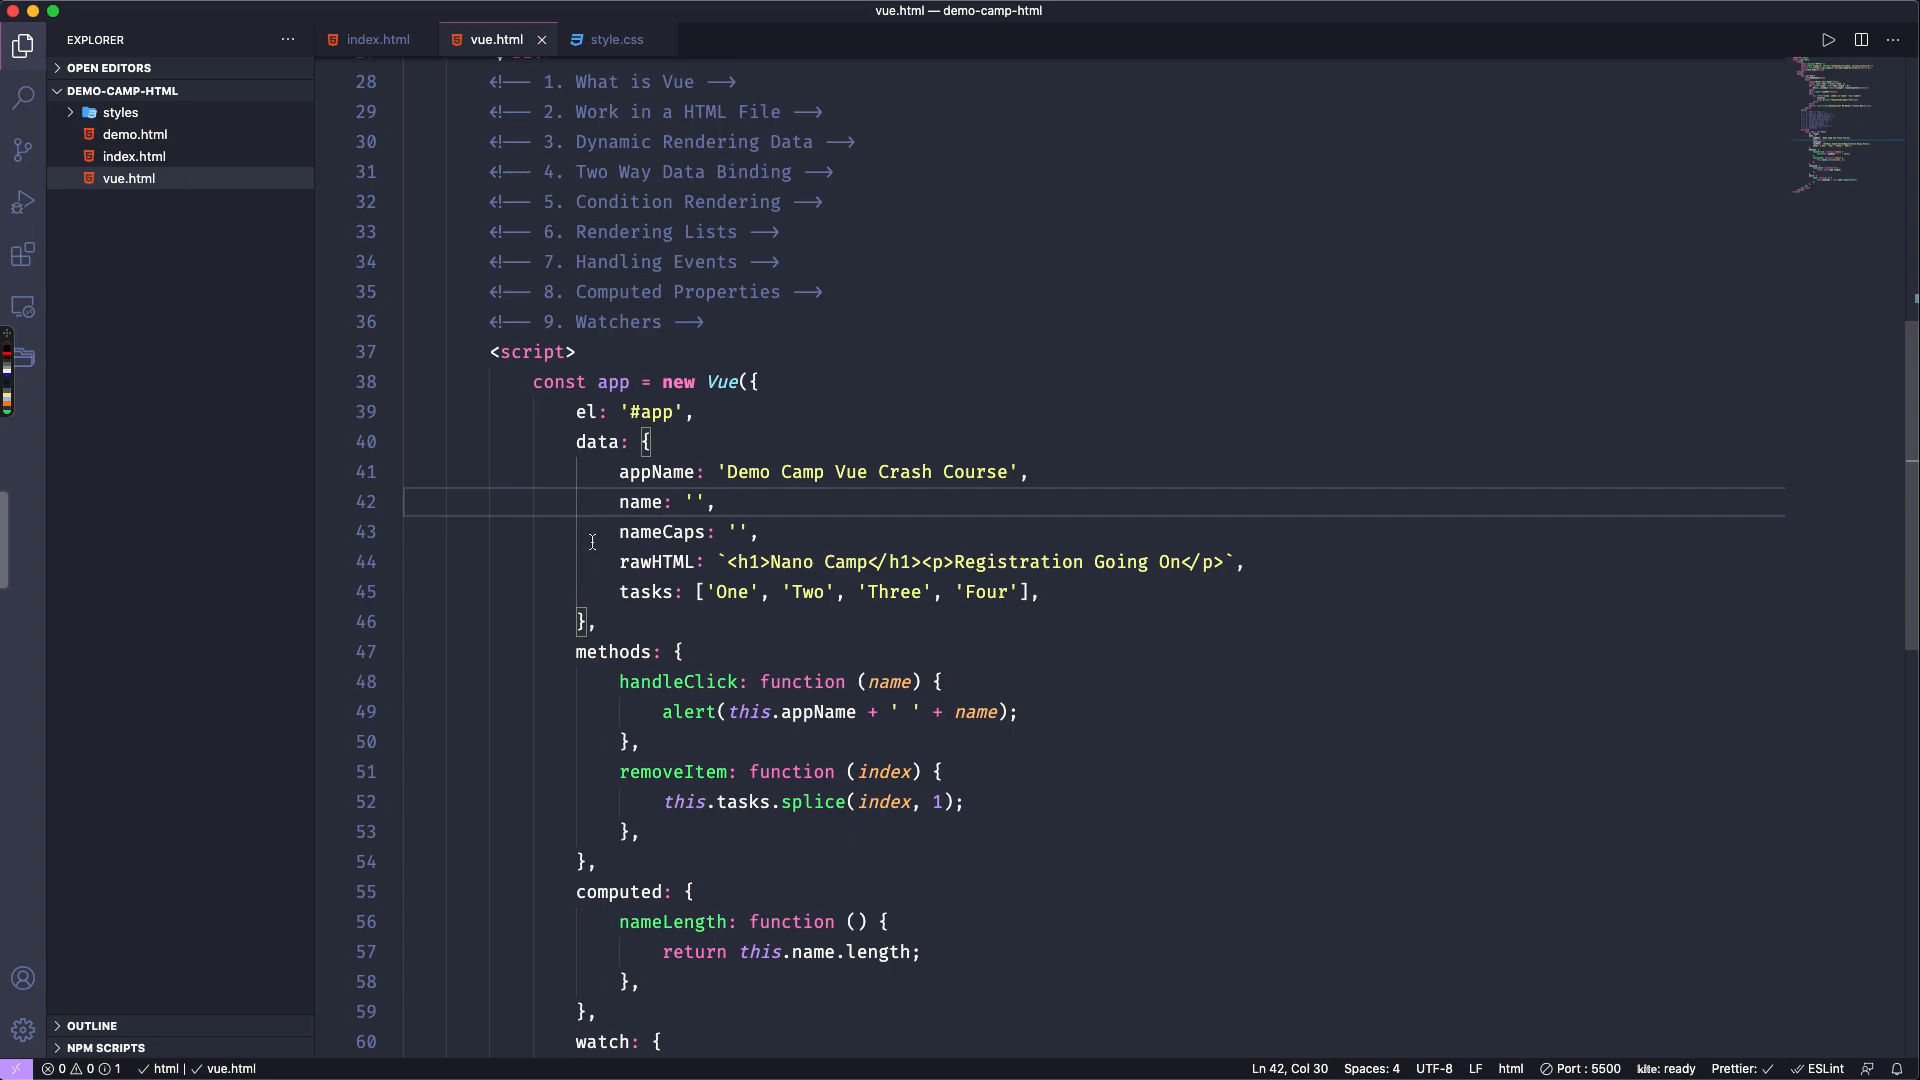 vue.html — demo-camp-html
EXPLORER
index.html
vue.html
style.css
OPEN EDITORS
DEMO-CAMP-HTML
styles
demo.html
index.html
vue.html
28 <!-- 1. What is Vue -->
29 <!-- 2. Work in a HTML File -->
30 <!-- 3. Dynamic Rendering Data -->
31 <!-- 4. Two Way Data Binding -->
32 <!-- 5. Condition Rendering -->
33 <!-- 6. Rendering Lists -->
34 <!-- 7. Handling Events -->
35 <!-- 8. Computed Properties -->
36 <!-- 9. Watchers -->
37 <script>
38 const app = new Vue({
39 el: '#app',
40 data: {
41 appName: 'Demo Camp Vue Crash Course',
42 name: '',
43 nameCaps: '',
44 rawHTML: `<h1>Nano Camp</h1><p>Registration Going On</p>`,
45 tasks: ['One', 'Two', 'Three', 'Four'],
46 },
47 methods: {
48 handleClick: function (name) {
49 alert(this.appName + ' ' + name);
50 },
51 removeItem: function (index) {
52 this.tasks.splice(index, 1);
53 },
54 },
55 computed: {
56 nameLength: function () {
57 return this.name.length;
58 },
59 },
60 watch: {
OUTLINE
NPM SCRIPTS
0 0 1 html | vue.html
Ln 42, Col 30 Spaces: 4 UTF-8 LF html Port : 5500 kite: ready Prettier: ESLint